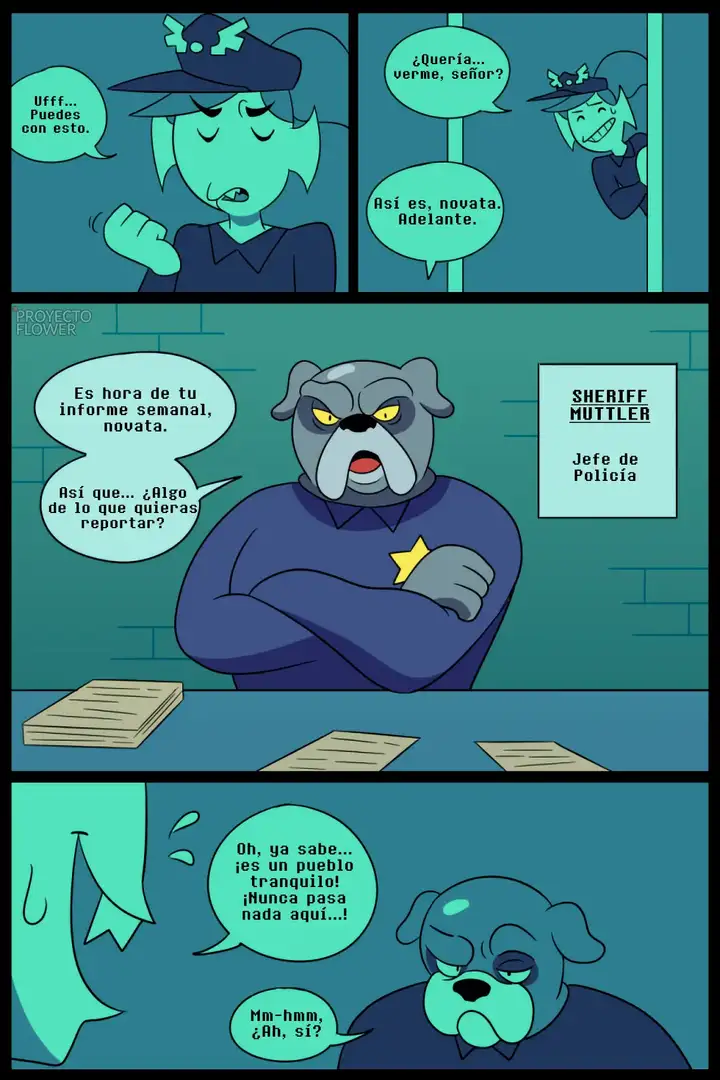 Ufff...
Puedes
con esto.
¿Quería...
verme, señor?
Así es, novata.
Adelante.
PROYECTO
FLOWER
Es hora de tu
informe semanal,
novata.
Así que... ¿Algo
de lo que quieras
reportar?
SHERIFF
MUTTLER
Jefe de
Policía
Oh, ya sabe...
¡es un pueblo
tranquilo!
¡Nunca pasa
nada aquí...!
Mm-hmm,
¿Ah, sí?